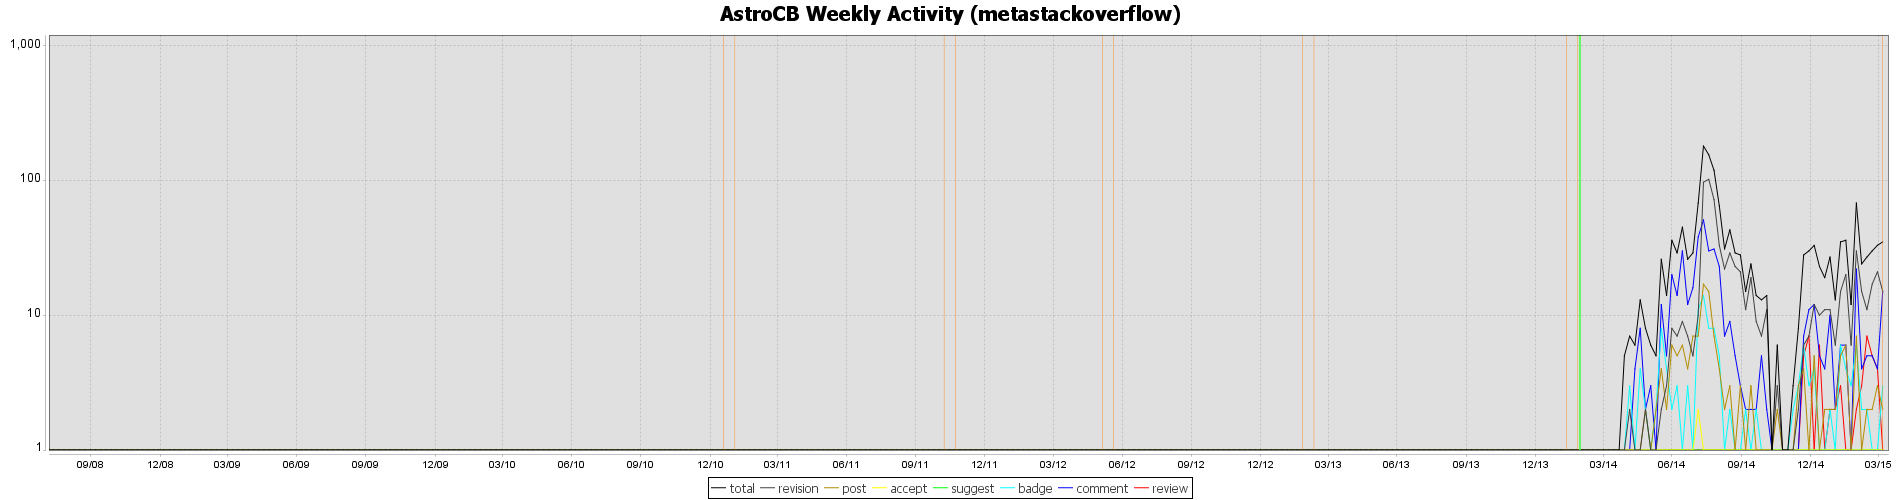 AstroCB Weekly Activity (metastackoverflow)
1,000
100
10
1
09/08 12/08 03/09 06/09 09/09 12/09 03/10 06/10 09/10 12/10 03/11 06/11 09/11 12/11 03/12 06/12 09/12 12/12 03/13 06/13 09/13 12/13 03/14 06/14 09/14 12/14 03/15
total revision post accept suggest badge comment review